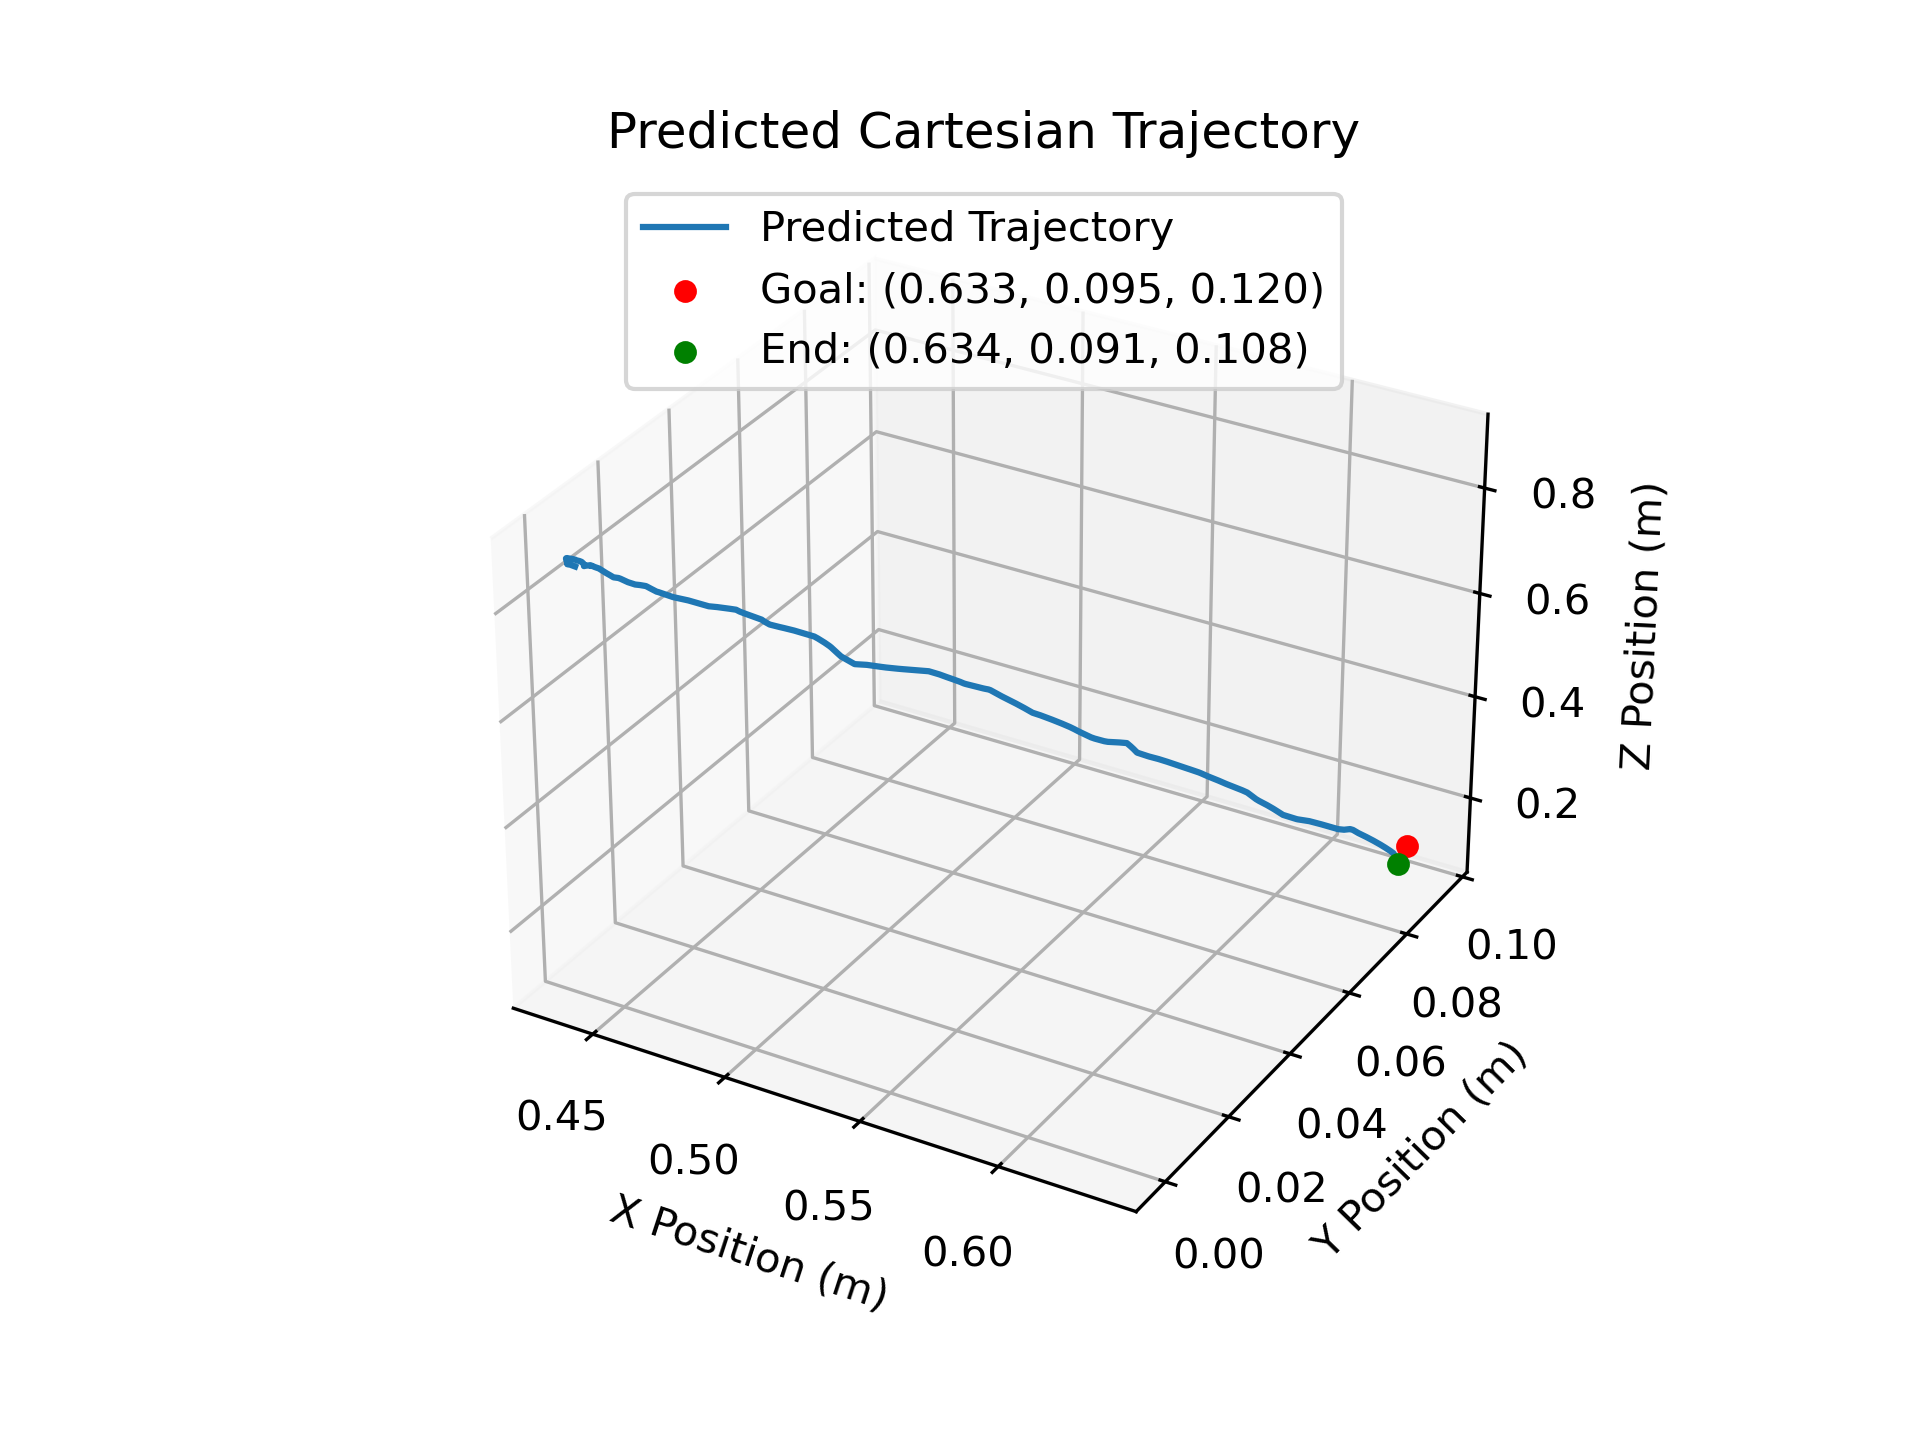 Predicted Cartesian Trajectory
Predicted Trajectory
Goal: (0.633, 0.095, 0.120)
End: (0.634, 0.091, 0.108)
0.8
0.6
0.4
0.2
Z Position (m)
0.10
0.08
0.06
0.04
0.02
0.00
Y Position (m)
0.45
0.50
0.55
0.60
X Position (m)